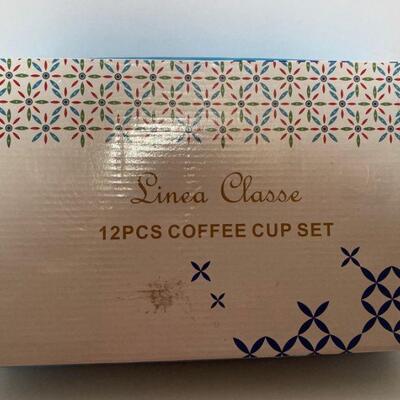 Linea Classe
12PCS COFFEE CUP SET